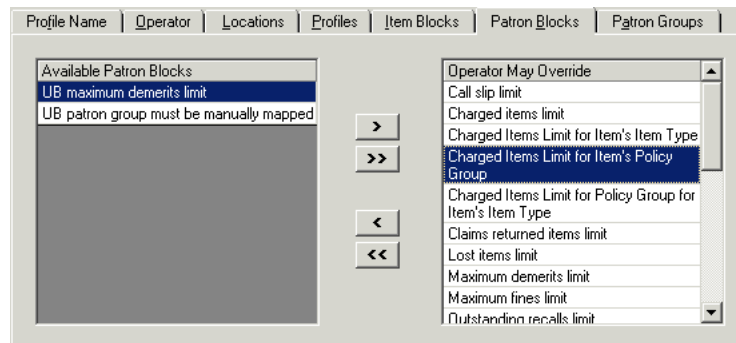 Profile Name
Operator
Locations
Profiles
Item Blocks
Patron Blocks
Patron Groups
Available Patron Blocks
UB maximum demerits limit
UB patron group must be manually mapped
>
>>
<
<<
Operator May Override
Call slip limit
Charged items limit
Charged Items Limit for Item's Item Type
Charged Items Limit for Item's Policy
Group
Charged Items Limit for Policy Group for
Item's Item Type
Claims returned items limit
Lost items limit
Maximum demerits limit
Maximum fines limit
Outstanding recalls limit